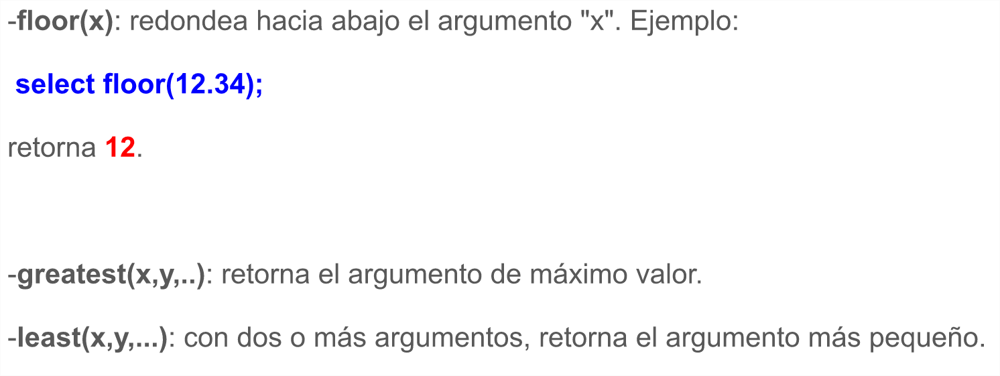 -floor(x): redondea hacia abajo el argumento "x". Ejemplo:
select floor(12.34);
retorna 12.
-greatest(x,y,..): retorna el argumento de máximo valor.
-least(x,y,...): con dos o más argumentos, retorna el argumento más pequeño.